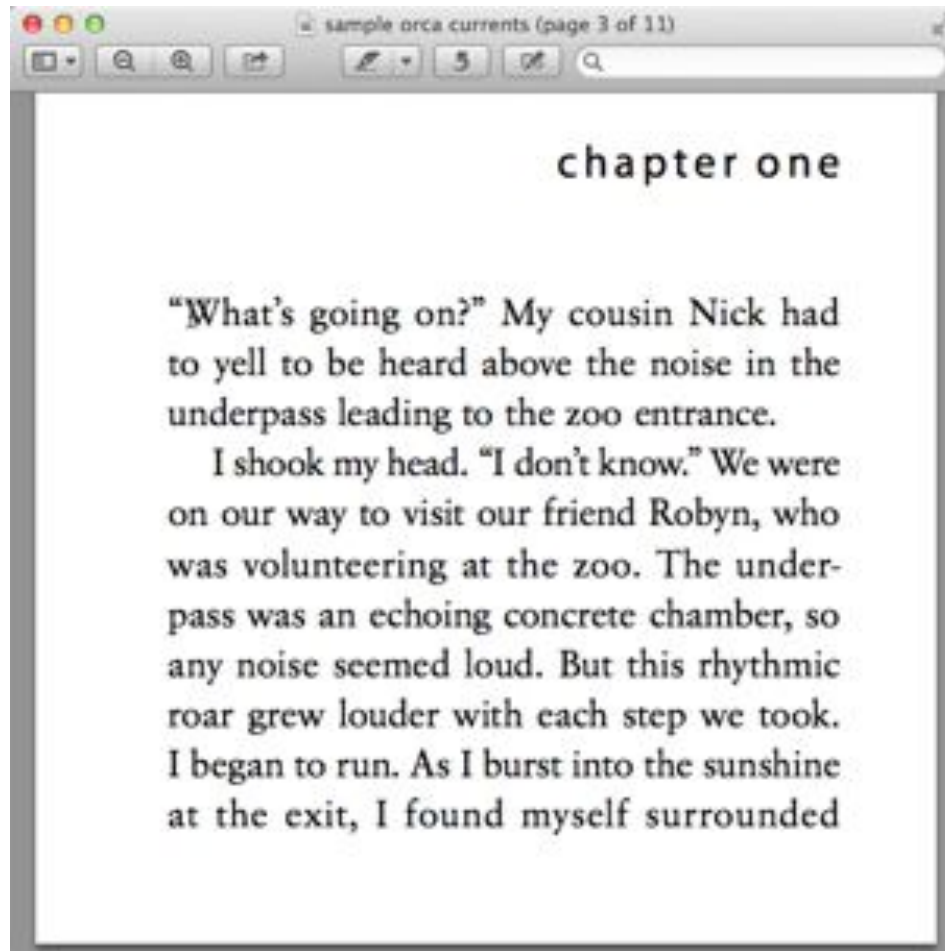 sample orca currents (page 3 of 11)
chapter one
“What’s going on?” My cousin Nick had
to yell to be heard above the noise in the
underpass leading to the zoo entrance.
I shook my head. “I don’t know.” We were
on our way to visit our friend Robyn, who
was volunteering at the zoo. The under-
pass was an echoing concrete chamber, so
any noise seemed loud. But this rhythmic
roar grew louder with each step we took.
I began to run. As I burst into the sunshine
at the exit, I found myself surrounded